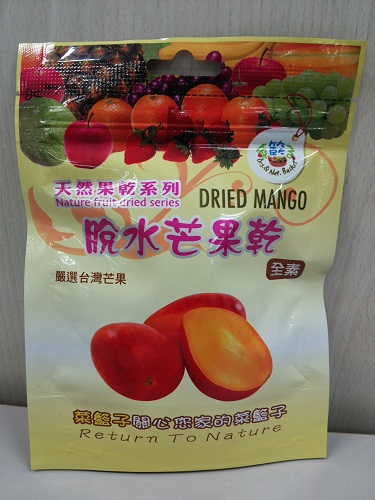 天然果乾系列
Nature fruit dried series
DRIED MANGO
脫水芒果乾
全素
嚴選台灣芒果
菜籃子關心您家的菜籃子
Return To Nature